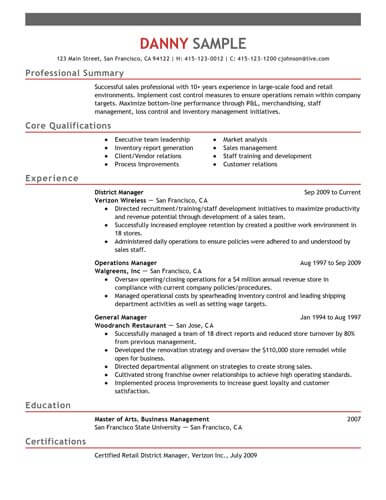 DANNY SAMPLE
123 Main Street, San Francisco, CA 94122 | H: 415-123-0012 | C: 415-123-0000 cjohnson@live.com
Professional Summary
Successful sales professional with 10+ years experience in large-scale food and retail
environments. Implement cost control measures to ensure operations remain within company
targets. Maximize bottom-line performance through P&L, merchandising, staff
management, loss control and inventory management initiatives.
Core Qualifications
• Executive team leadership
• Inventory report generation
• Client/Vendor relations
• Process Improvements
• Market analysis
• Sales management
• Staff training and development
• Customer relations
Experience
District Manager Sep 2009 to Current
Verizon Wireless — San Francisco, CA
• Directed recruitment/training/staff development initiatives to maximize productivity
and revenue potential through development of a sales team.
• Successfully increased employee retention by created a positive work environment in
18 stores.
• Administered daily operations to ensure policies were adhered to and understood by
sales staff.
Operations Manager Aug 1997 to Sep 2009
Walgreens, Inc — San Francisco, CA
• Oversaw opening/closing operations for a $4 million annual revenue store in
compliance with current company policies/procedures.
• Managed operational costs by spearheading inventory control and leading shipping
department activities as well as setting wage targets.
General Manager Jan 1994 to Aug 1997
Woodranch Restaurant — San Jose, CA
• Successfully managed a team of 18 direct reports and reduced store turnover by 80%
from previous management.
• Developed the renovation strategy and oversaw the $110,000 store remodel while
open for business.
• Directed departmental alignment on strategies to create strong sales.
• Cultivated strong franchise owner relationships to enable growth and sustainability.
• Implemented process improvements to increase guest loyalty and customer
satisfaction.
Education
Master of Arts, Business Management 2007
San Francisco State University — San Francisco, CA
Certifications
Certified Retail District Manager, Verizon Inc., July 2009